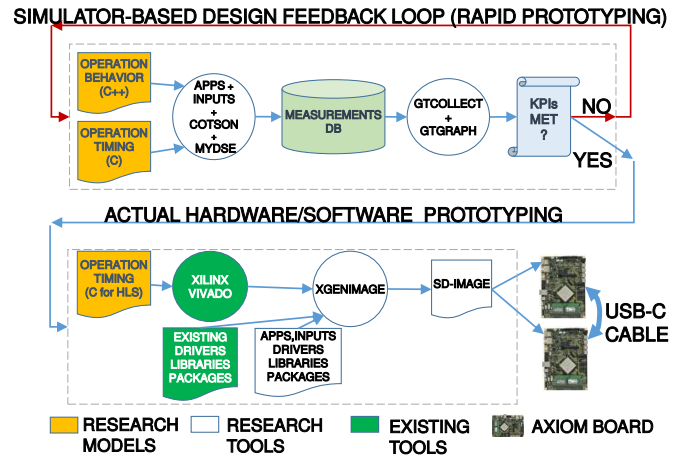 SIMULATOR-BASED DESIGN FEEDBACK LOOP (RAPID PROTOTYPING)
OPERATION
BEHAVIOR
(C++)
OPERATION
TIMING
(C)
APPS +
INPUTS
+
COTSON
+
MYDSE
MEASUREMENTS
DB
GTCOLLECT
+
GTGRAPH
KPIs
MET
?
NO
YES
ACTUAL HARDWARE/SOFTWARE PROTOTYPING
OPERATION
TIMING
(C for HLS)
XILINX
VIVADO
XGENIMAGE
SD-IMAGE
EXISTING
DRIVERS
LIBRARIES
PACKAGES
APPS,INPUTS
DRIVERS
LIBRARIES
PACKAGES
USB-C
CABLE
RESEARCH
MODELS
RESEARCH
TOOLS
EXISTING
TOOLS
AXIOM BOARD